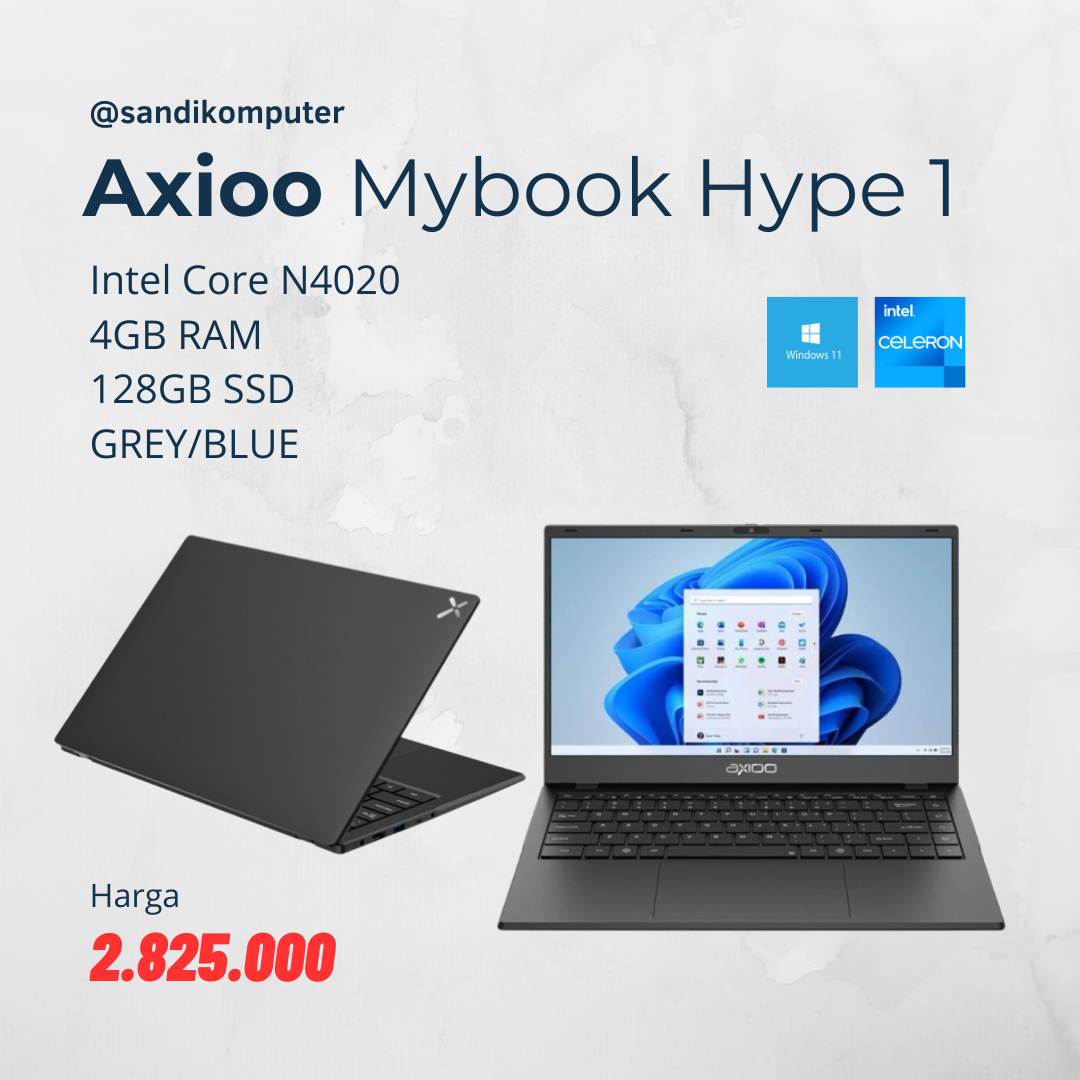 @sandikomputer
Axioo Mybook Hype 1
Intel Core N4020
4GB RAM
128GB SSD
GREY/BLUE
Windows 11
intel.
CELERON
AXIOO
Harga
2.825.000